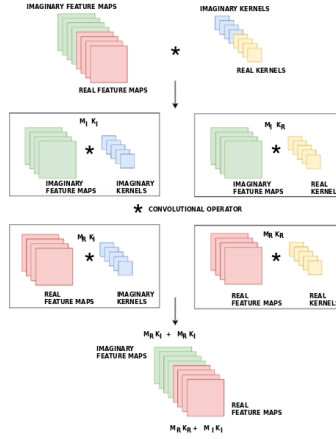 IMAGINARY FEATURE MAPS
IMAGINARY KERNELS
*
REAL KERNELS
REAL FEATURE MAPS
M_I K_I
*
IMAGINARY FEATURE MAPS
IMAGINARY KERNELS
M_I K_R
*
IMAGINARY FEATURE MAPS
REAL KERNELS
* CONVOLUTIONAL OPERATOR
M_R K_I
*
REAL FEATURE MAPS
IMAGINARY KERNELS
M_R K_R
*
REAL FEATURE MAPS
REAL KERNELS
M_R K_I + M_R K_I
IMAGINARY FEATURE MAPS
REAL FEATURE MAPS
M_R K_R + M_I K_I